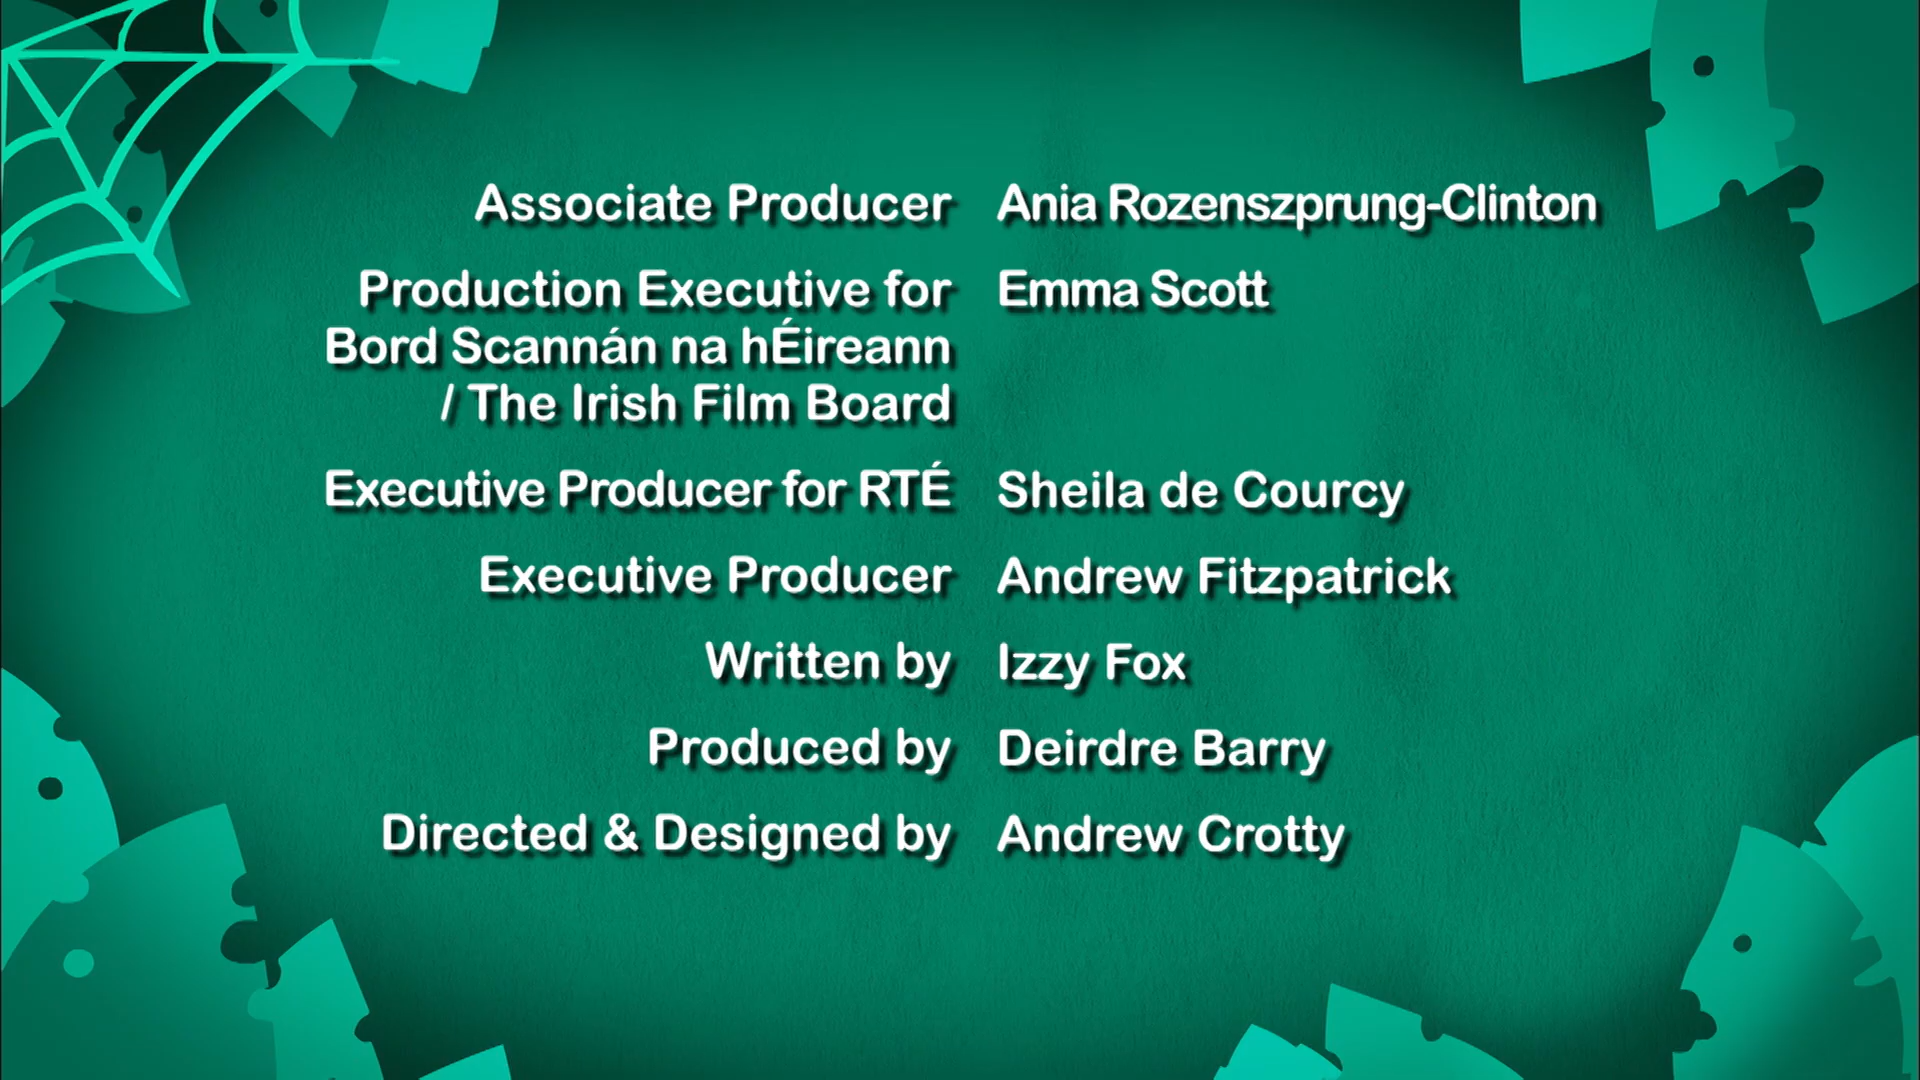 Associate Producer Ania Rozenszprung-Clinton
Production Executive for Emma Scott
Bord Scannán na hÉireann
/ The Irish Film Board
Executive Producer for RTÉ Sheila de Courcy
Executive Producer Andrew Fitzpatrick
Written by Izzy Fox
Produced by Deirdre Barry
Directed & Designed by Andrew Crotty